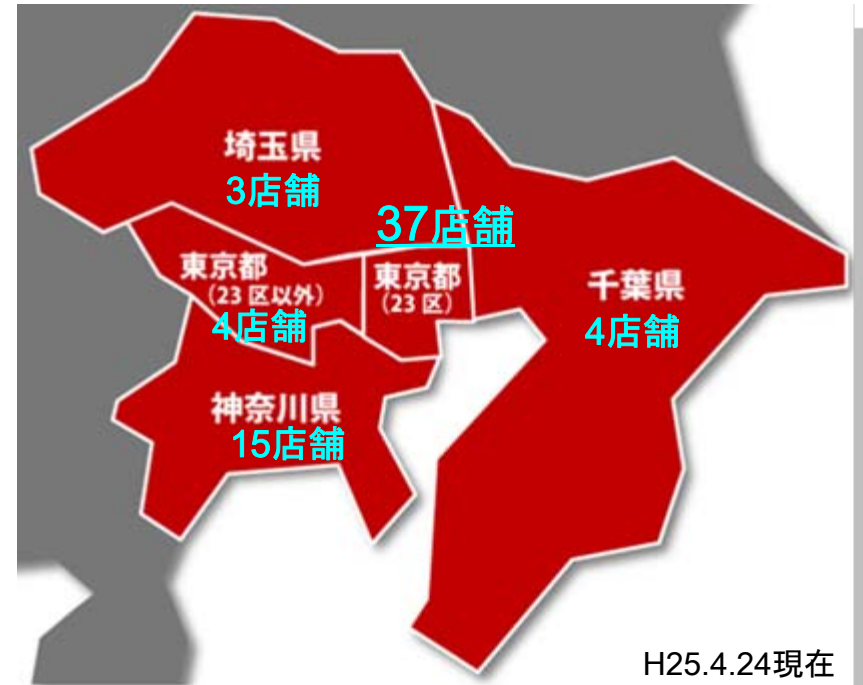 埼玉県
3店舗
37店舗
東京都
（23区以外）
4店舗
東京都
（23区）
千葉県
4店舗
神奈川県
15店舗
H25.4.24現在